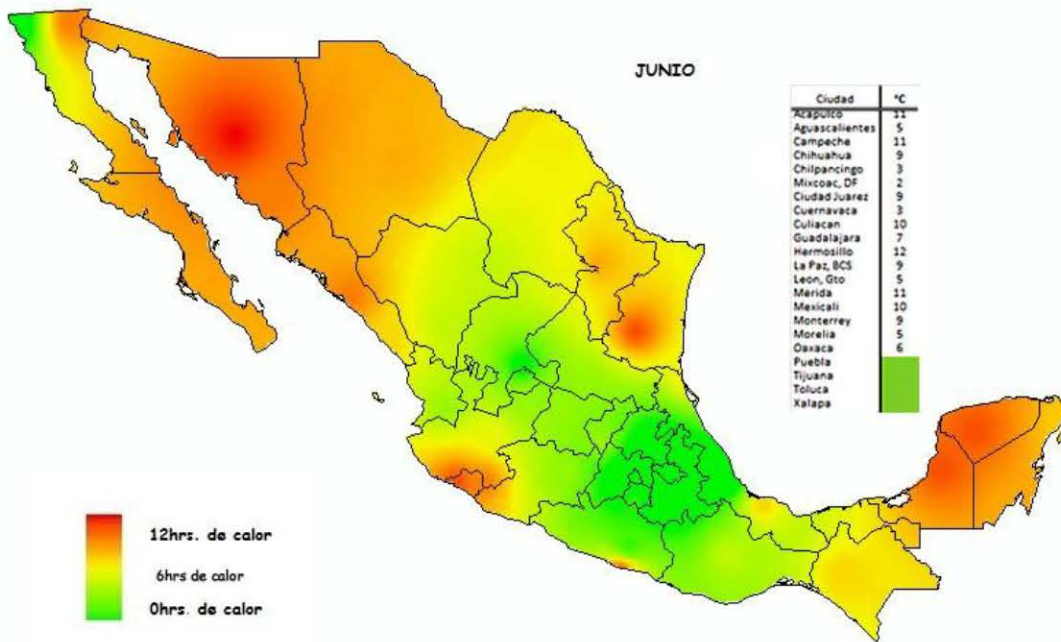 JUNIO
Ciudad °C
Acapulco 11
Aguascalientes 5
Campeche 11
Chihuahua 9
Chilpancingo 3
Mixcoac, DF 2
Ciudad Juarez 9
Cuernavaca 3
Culiacan 10
Guadalajara 7
Hermosillo 12
La Paz, BCS 9
Leon, Gto 5
Merida 11
Mexicali 10
Monterrey 9
Morelia 5
Oaxaca 6
Puebla
Tijuana
Toluca
Xalapa
12hrs. de calor
6hrs de calor
0hrs. de calor